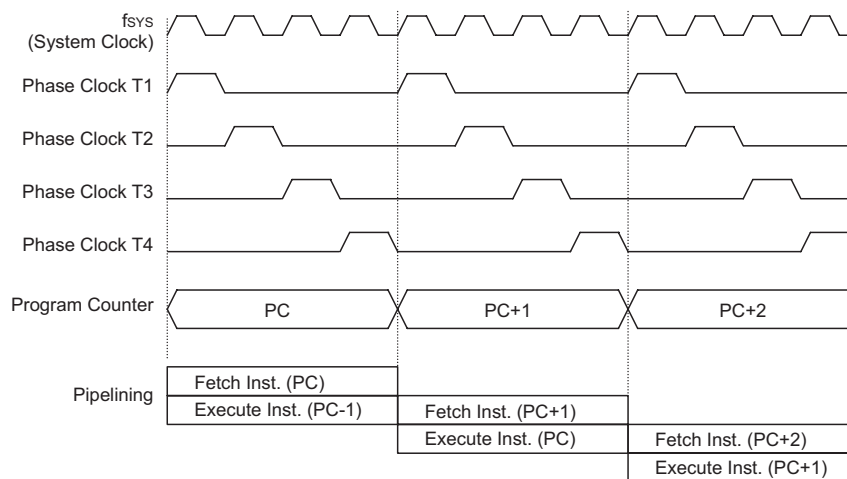 fSYS
(System Clock)
Phase Clock T1
Phase Clock T2
Phase Clock T3
Phase Clock T4
Program Counter
PC
PC+1
PC+2
Pipelining
Fetch Inst. (PC)
Execute Inst. (PC-1)
Fetch Inst. (PC+1)
Execute Inst. (PC)
Fetch Inst. (PC+2)
Execute Inst. (PC+1)